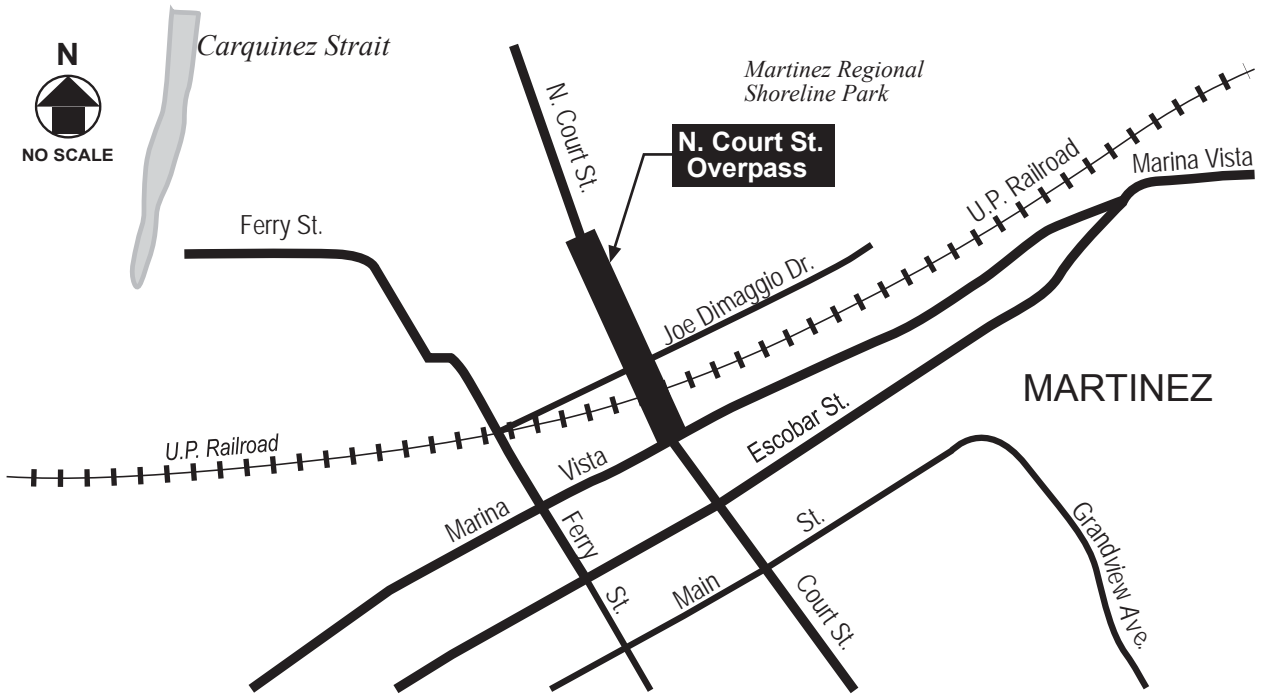 Carquinez Strait
N
NO SCALE
Martinez Regional
Shoreline Park
N. Court St.
N. Court St.
Overpass
U.P. Railroad
Marina Vista
Ferry St.
Joe Dimaggio Dr.
MARTINEZ
U.P. Railroad
Escobar St.
Marina Vista
Ferry St.
Main St.
Court St.
Grandview Ave.